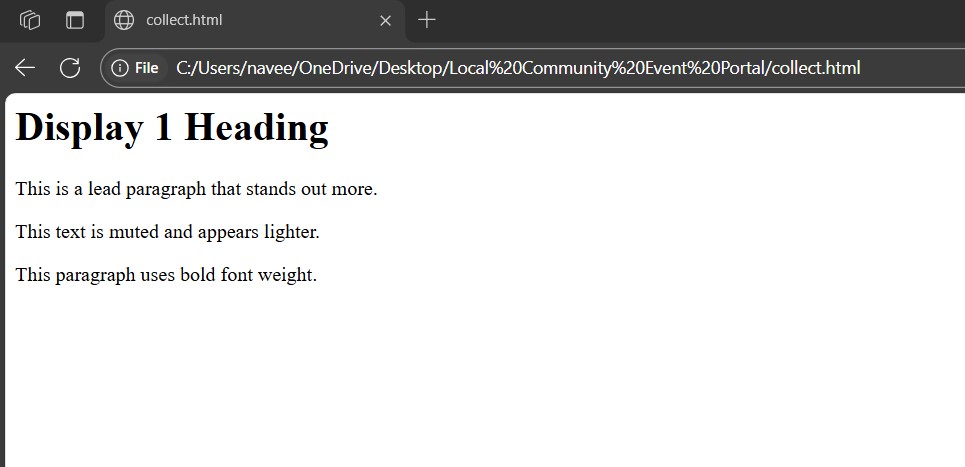 collect.html
File C:/Users/navee/OneDrive/Desktop/Local%20Community%20Event%20Portal/collect.html
Display 1 Heading
This is a lead paragraph that stands out more.
This text is muted and appears lighter.
This paragraph uses bold font weight.